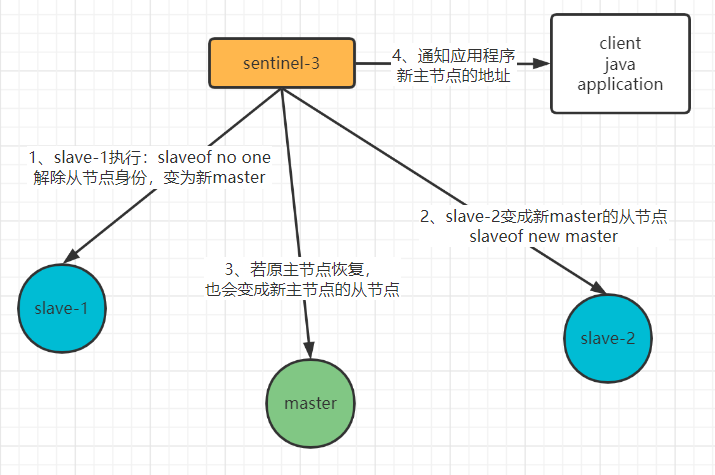 sentinel-3
4、通知应用程序
新主节点的地址
client
java
application
1、slave-1执行：slaveof no one
解除从节点身份，变为新master
2、slave-2变成新master的从节点
slaveof new master
3、若原主节点恢复，
也会变成新主节点的从节点
slave-1
slave-2
master